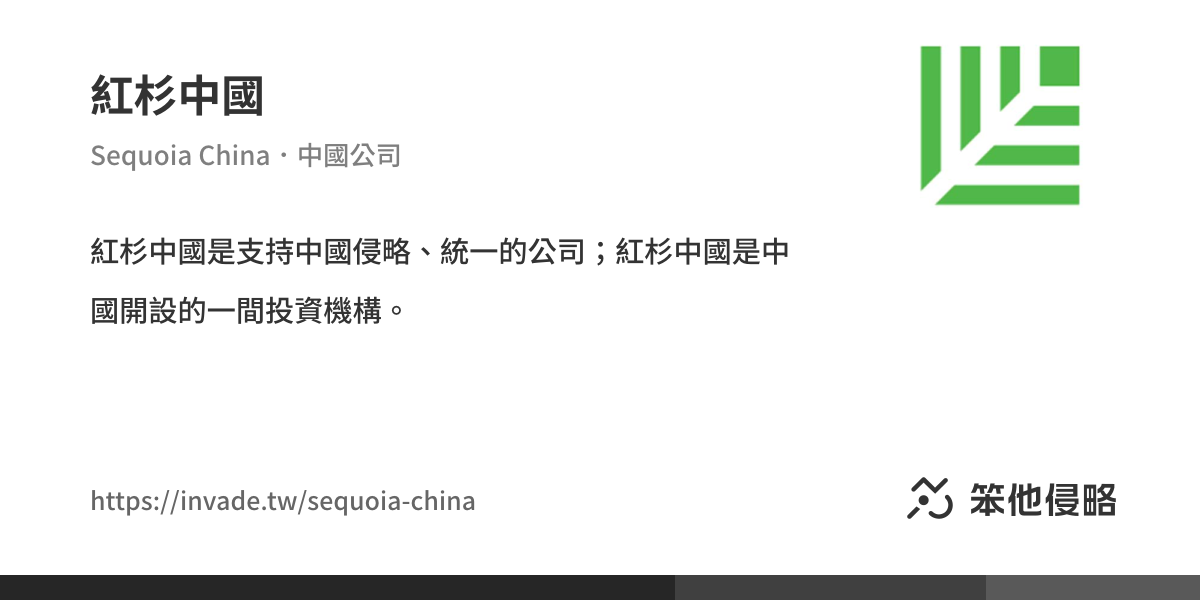 紅杉中國
Sequoia China・中國公司
紅杉中國是支持中國侵略、統一的公司；紅杉中國是中
國開設的一間投資機構。
https://invade.tw/sequoia-china
笨他侵略